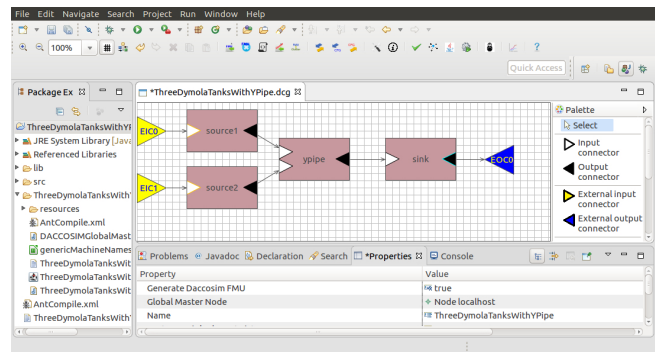 File Edit Navigate Search Project Run Window Help
100%
Quick Access
Package Ex
*ThreeDymolaTanksWithYPipe.dcg
ThreeDymolaTanksWithYF
JRE System Library [Java
Referenced Libraries
lib
src
ThreeDymolaTanksWith
resources
AntCompile.xml
DACCOSIMGlobalMast
genericMachineNames
ThreeDymolaTanksWit
ThreeDymolaTanksWit
ThreeDymolaTanksWit
AntCompile.xml
ThreeDymolaTanksWith
EIC0
source1
ypipe
sink
EOC0
EIC1
source2
Palette
Select
Input
connector
Output
connector
External input
connector
External output
connector
Problems Javadoc Declaration Search *Properties Console
Property Value
Generate Daccosim FMU true
Global Master Node Node localhost
Name ThreeDymolaTanksWithYPipe